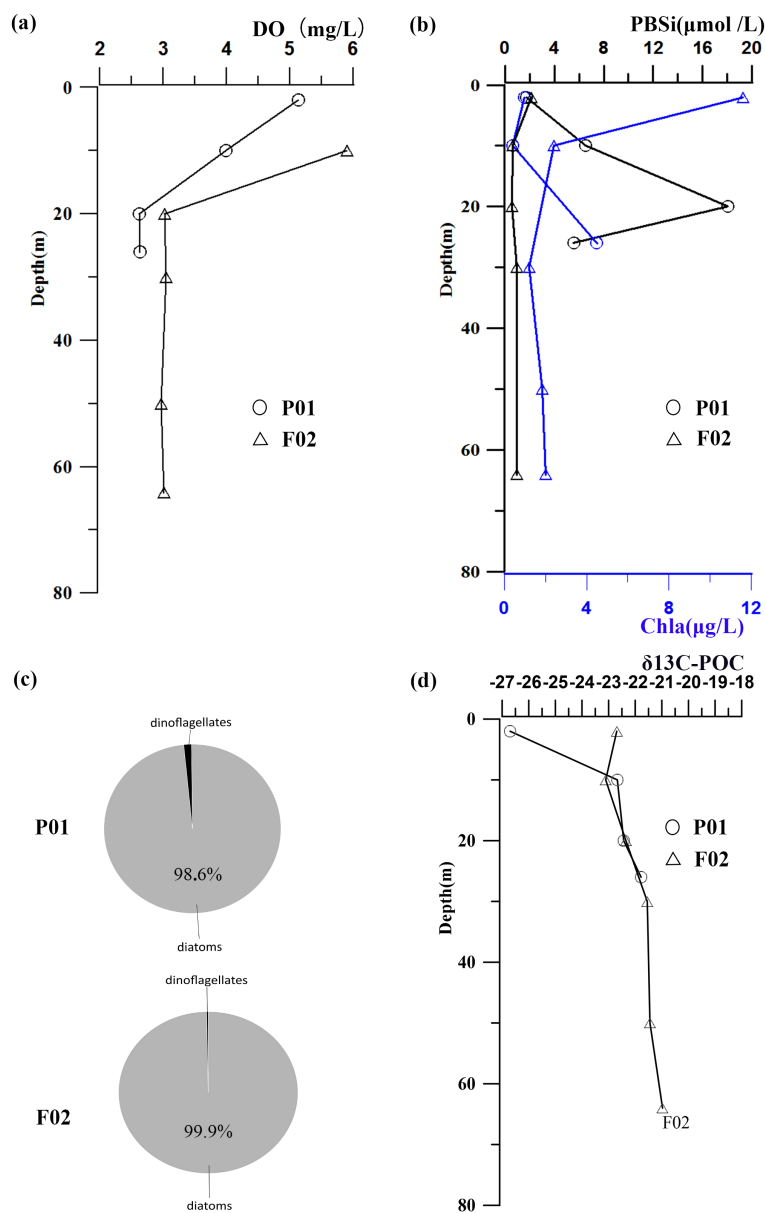 (a)
DO (mg/L)
2 3 4 5 6
0
20
40
60
80
Depth(m)
P01
F02
(b)
PBSi(μmol /L)
0 4 8 12 6 12 18
0
20
40
60
80
Depth(m)
P01
F02
0 4 8 12
Chla(μg/L)
(c)
dinoflagellates
P01
98.6%
diatoms
dinoflagellates
F02
99.9%
diatoms
(d)
δ13C-POC
-27 -26 -25 -24 -23 -22 -21 -20 -19 -18
0
20
40
60
80
Depth(m)
P01
F02
F02